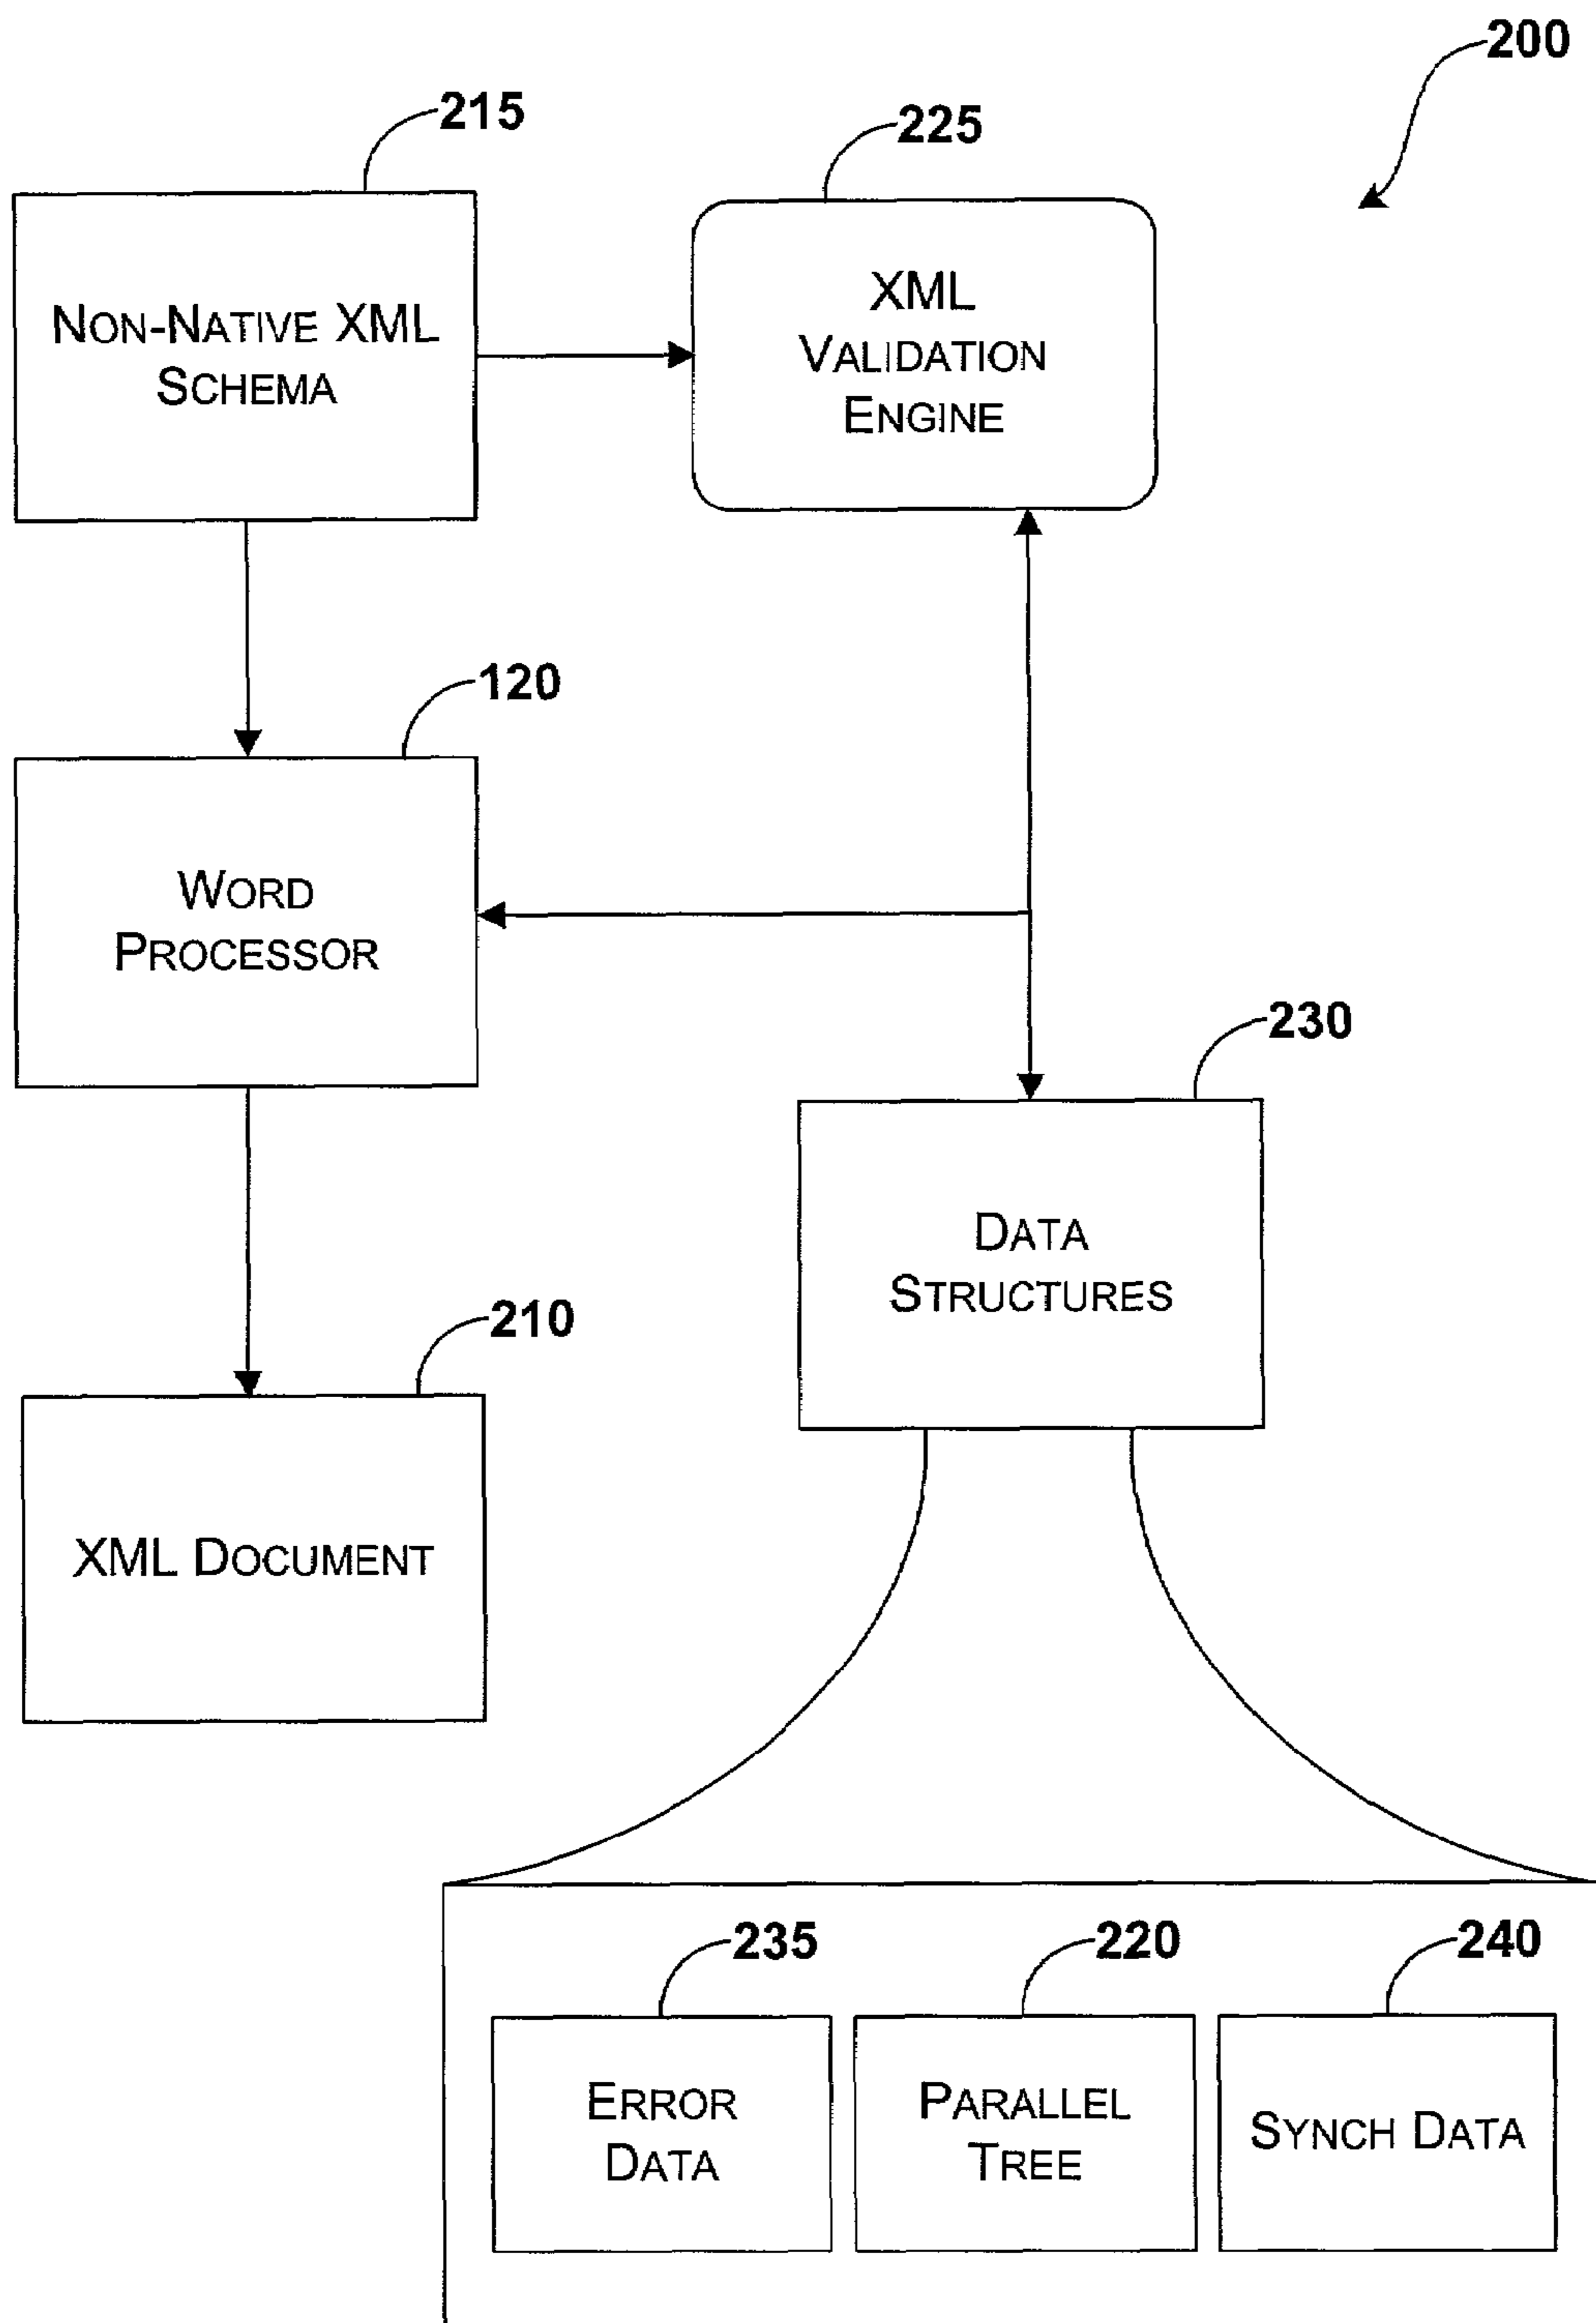 200
215
225
NON-NATIVE XML
SCHEMA
XML
VALIDATION
ENGINE
120
WORD
PROCESSOR
230
DATA
STRUCTURES
210
XML DOCUMENT
235
220
240
ERROR
DATA
PARALLEL
TREE
SYNCH DATA